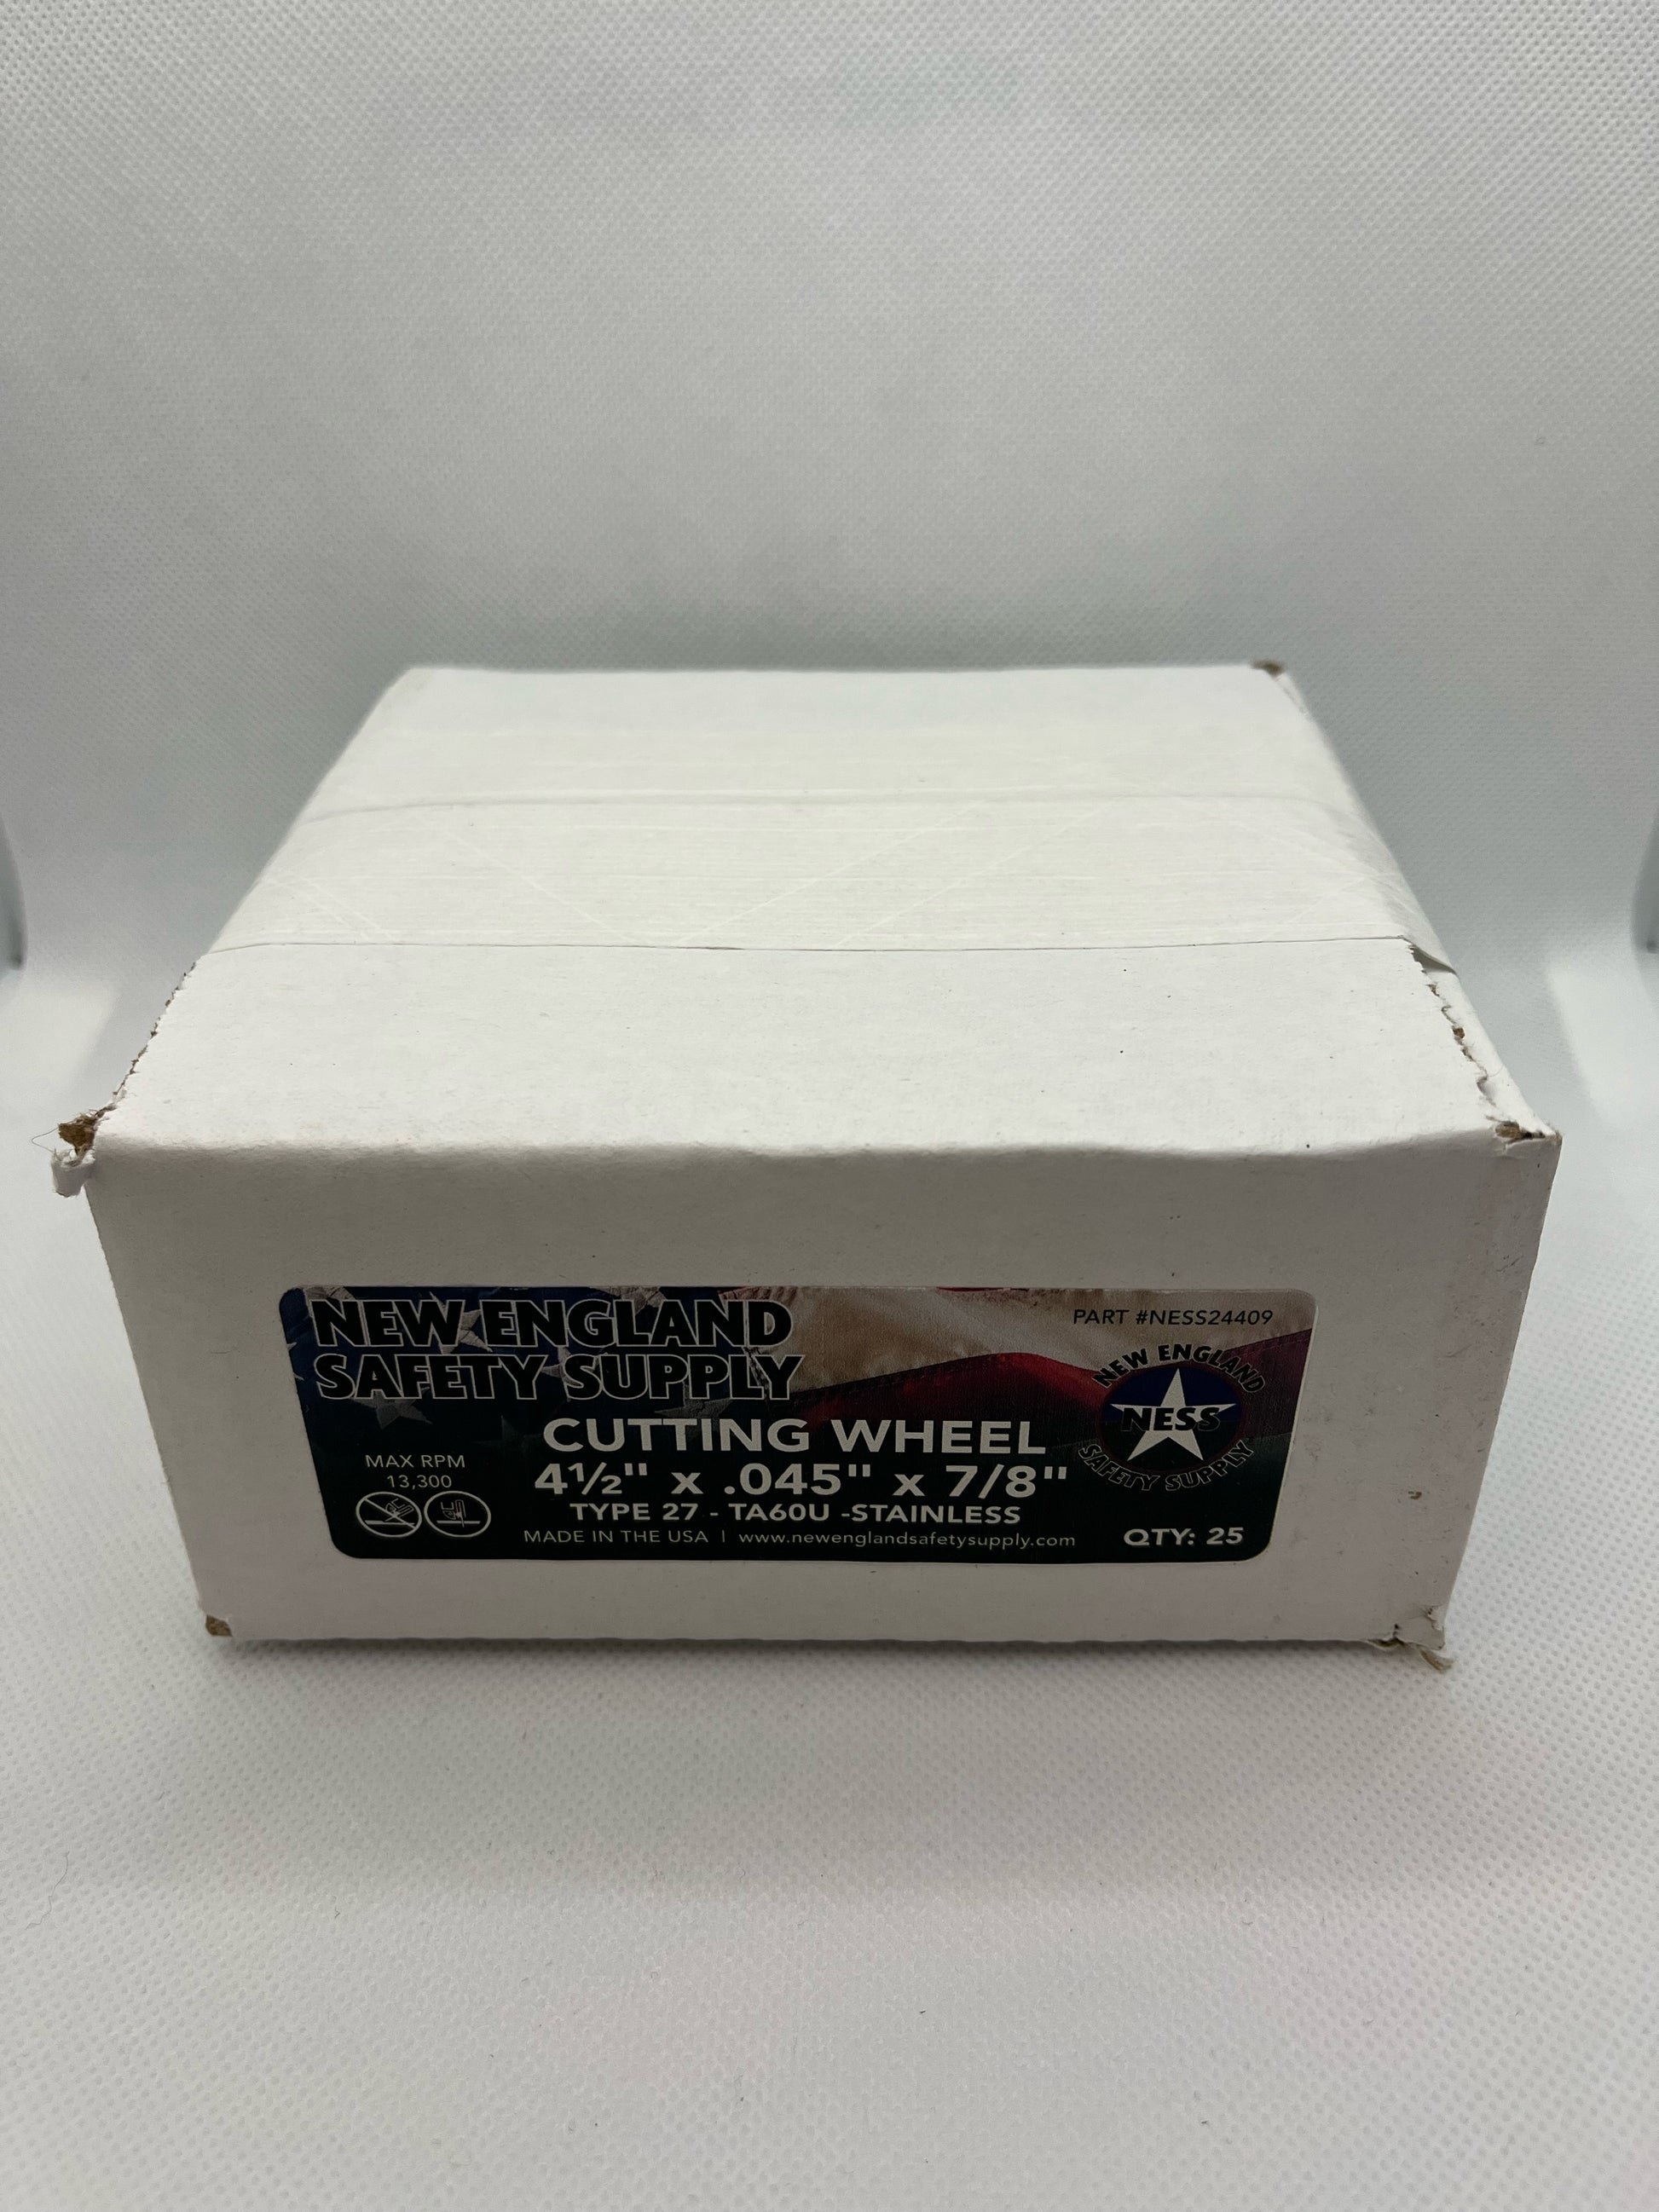 NEW ENGLAND
SAFETY SUPPLY
PART #NESS24409
NEW ENGLAND
NESS
SAFETY SUPPLY
CUTTING WHEEL
4½" x .045" x 7/8"
TYPE 27 - TA60U -STAINLESS
MADE IN THE USA | www.newenglandsafetysupply.com
MAX RPM
13,300
QTY: 25